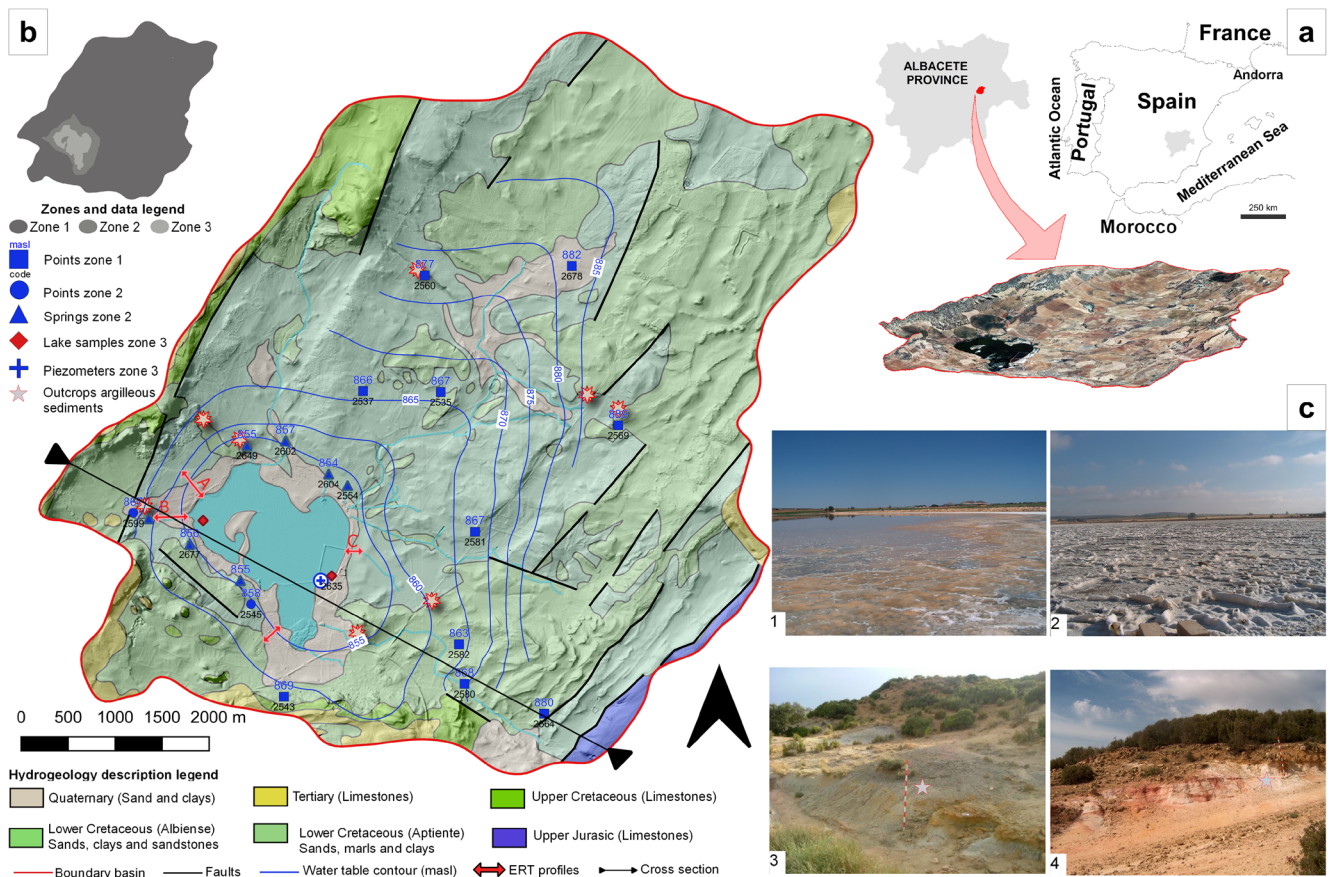 b
Zones and data legend
Zone 1
Zone 2
Zone 3
masl
Points zone 1
code
Points zone 2
Springs zone 2
Lake samples zone 3
Piezometers zone 3
Outcrops argilleous
sediments
877
2560
882
2678
885
880
875
870
866
2537
865
867
2535
2569
855
2649
867
2602
864
2604
2554
A
B
C
2599
2677
867
2581
2635
860
855
2545
855
863
2582
868
2580
880
2664
869
2543
0 500 1000 1500 2000 m
Hydrogeology description legend
Quaternary (Sand and clays)
Tertiary (Limestones)
Upper Cretaceous (Limestones)
Lower Cretaceous (Albiense)
Sands, clays and sandstones
Lower Cretaceous (Aptiente)
Sands, marls and clays
Upper Jurasic (Limestones)
Boundary basin
Faults
Water table contour (masl)
ERT profiles
Cross section
a
ALBACETE
PROVINCE
France
Andorra
Atlantic Ocean
Portugal
Spain
Mediterranean Sea
Morocco
250 km
c
1
2
3
4